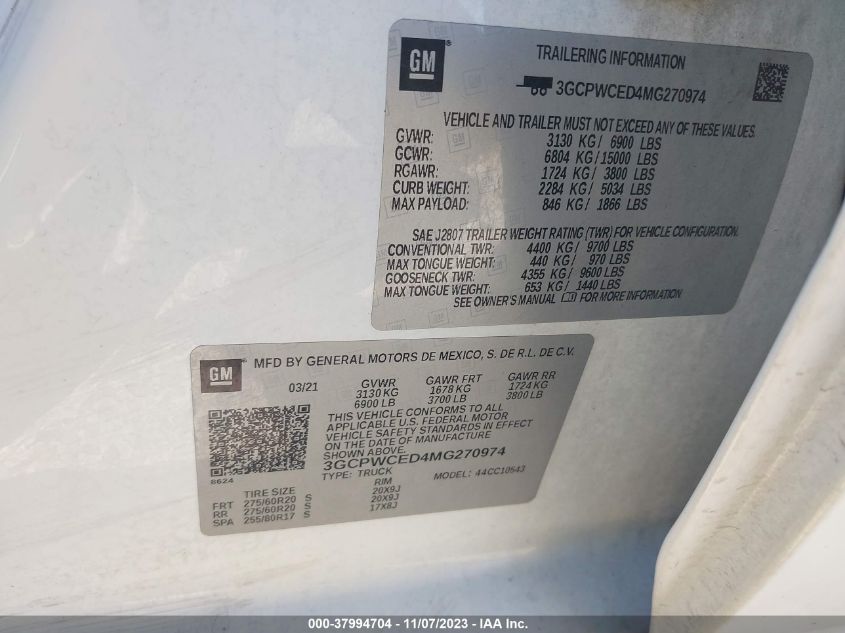 GM ®
TRAILERING INFORMATION
3GCPWCED4MG270974
VEHICLE AND TRAILER MUST NOT EXCEED ANY OF THESE VALUES.
GVWR: 3130 KG/ 6900 LBS
GCWR: 6804 KG/15000 LBS
RGAWR: 1724 KG/ 3800 LBS
CURB WEIGHT: 2284 KG/ 5034 LBS
MAX PAYLOAD: 846 KG/ 1866 LBS
SAE J2807 TRAILER WEIGHT RATING (TWR) FOR VEHICLE CONFIGURATION.
CONVENTIONAL TWR: 4400 KG/ 9700 LBS
MAX TONGUE WEIGHT: 440 KG/ 970 LBS
GOOSENECK TWR: 4355 KG/ 9600 LBS
MAX TONGUE WEIGHT: 653 KG/ 1440 LBS
SEE OWNER'S MANUAL FOR MORE INFORMATION
GM
MFD BY GENERAL MOTORS DE MEXICO, S. DE R.L. DE C.V.
03/21 GVWR GAWR FRT GAWR RR
3130 KG 1678 KG 1724 KG
6900 LB 3700 LB 3800 LB
THIS VEHICLE CONFORMS TO ALL
APPLICABLE U.S. FEDERAL MOTOR
VEHICLE SAFETY STANDARDS IN EFFECT
ON THE DATE OF MANUFACTURE
SHOWN ABOVE.
3GCPWCED4MG270974
8624 TYPE: TRUCK MODEL: 44CC10543
TIRE SIZE RIM
FRT 275/60R20 S 20X9J
RR 275/60R20 S 20X9J
SPA 255/80R17 S 17X8J
000-37994704 - 11/07/2023 - 44CC Inc.